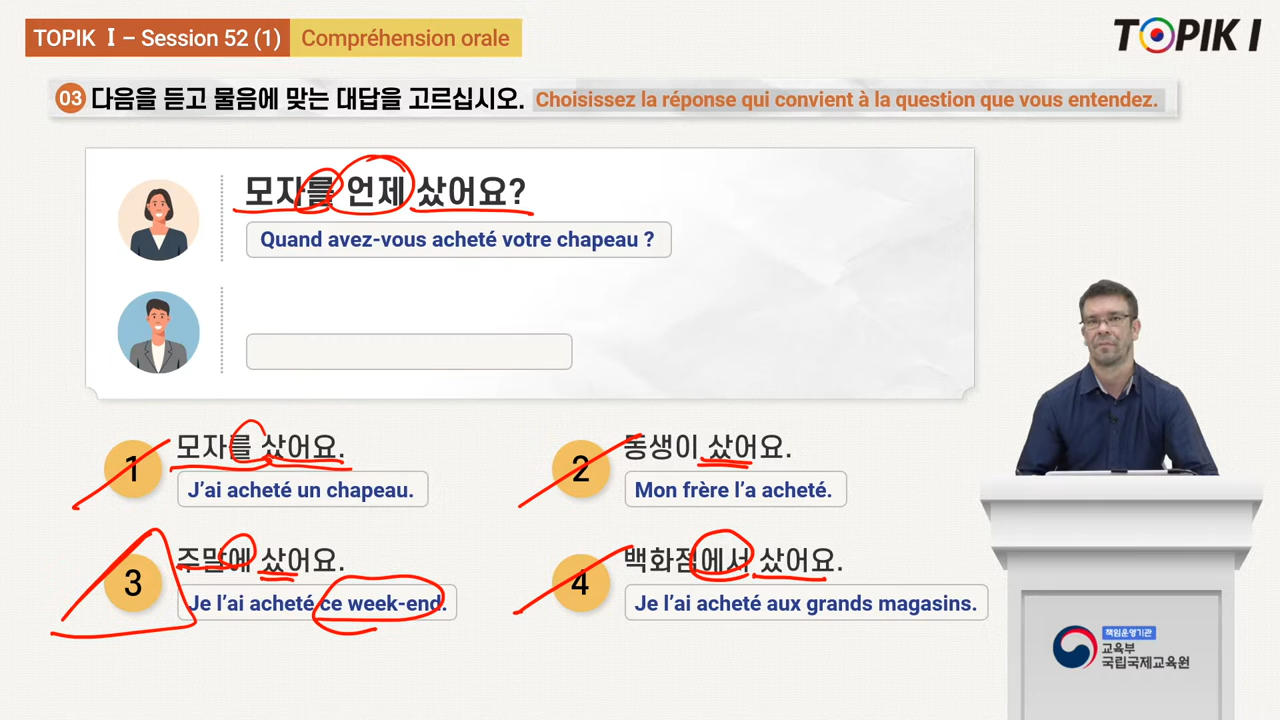 TOPIK I – Session 52 (1) Compréhension orale
TOPIK I
03 다음을 듣고 물음에 맞는 대답을 고르십시오. Choisissez la réponse qui convient à la question que vous entendez.
모자를 언제 샀어요?
Quand avez-vous acheté votre chapeau ?
1 모자를 샀어요.
J'ai acheté un chapeau.
2 동생이 샀어요.
Mon frère l'a acheté.
3 주말에 샀어요.
Je l'ai acheté ce week-end.
4 백화점에서 샀어요.
Je l'ai acheté aux grands magasins.
책임운영기관
교육부
국립국제교육원